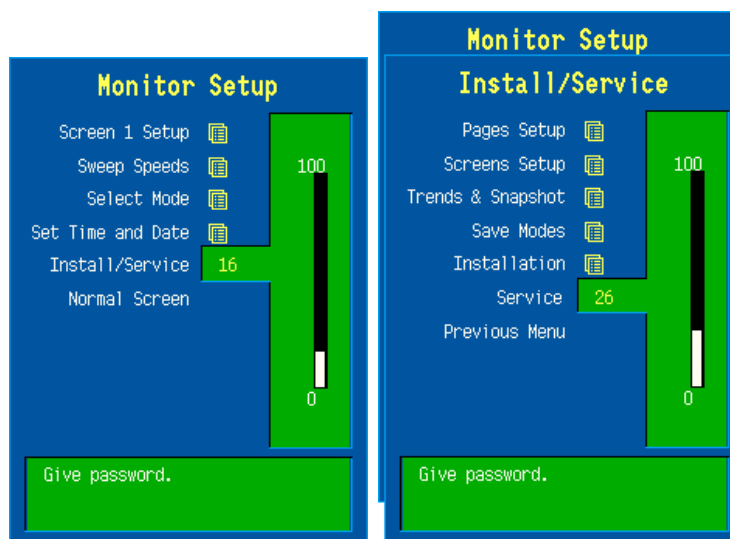 Monitor Setup
Screen 1 Setup
Sweep Speeds
Select Mode
Set Time and Date
Install/Service 16
Normal Screen
100
0
Give password.
Monitor Setup
Install/Service
Pages Setup
Screens Setup
Trends & Snapshot
Save Modes
Installation
Service 26
Previous Menu
100
0
Give password.